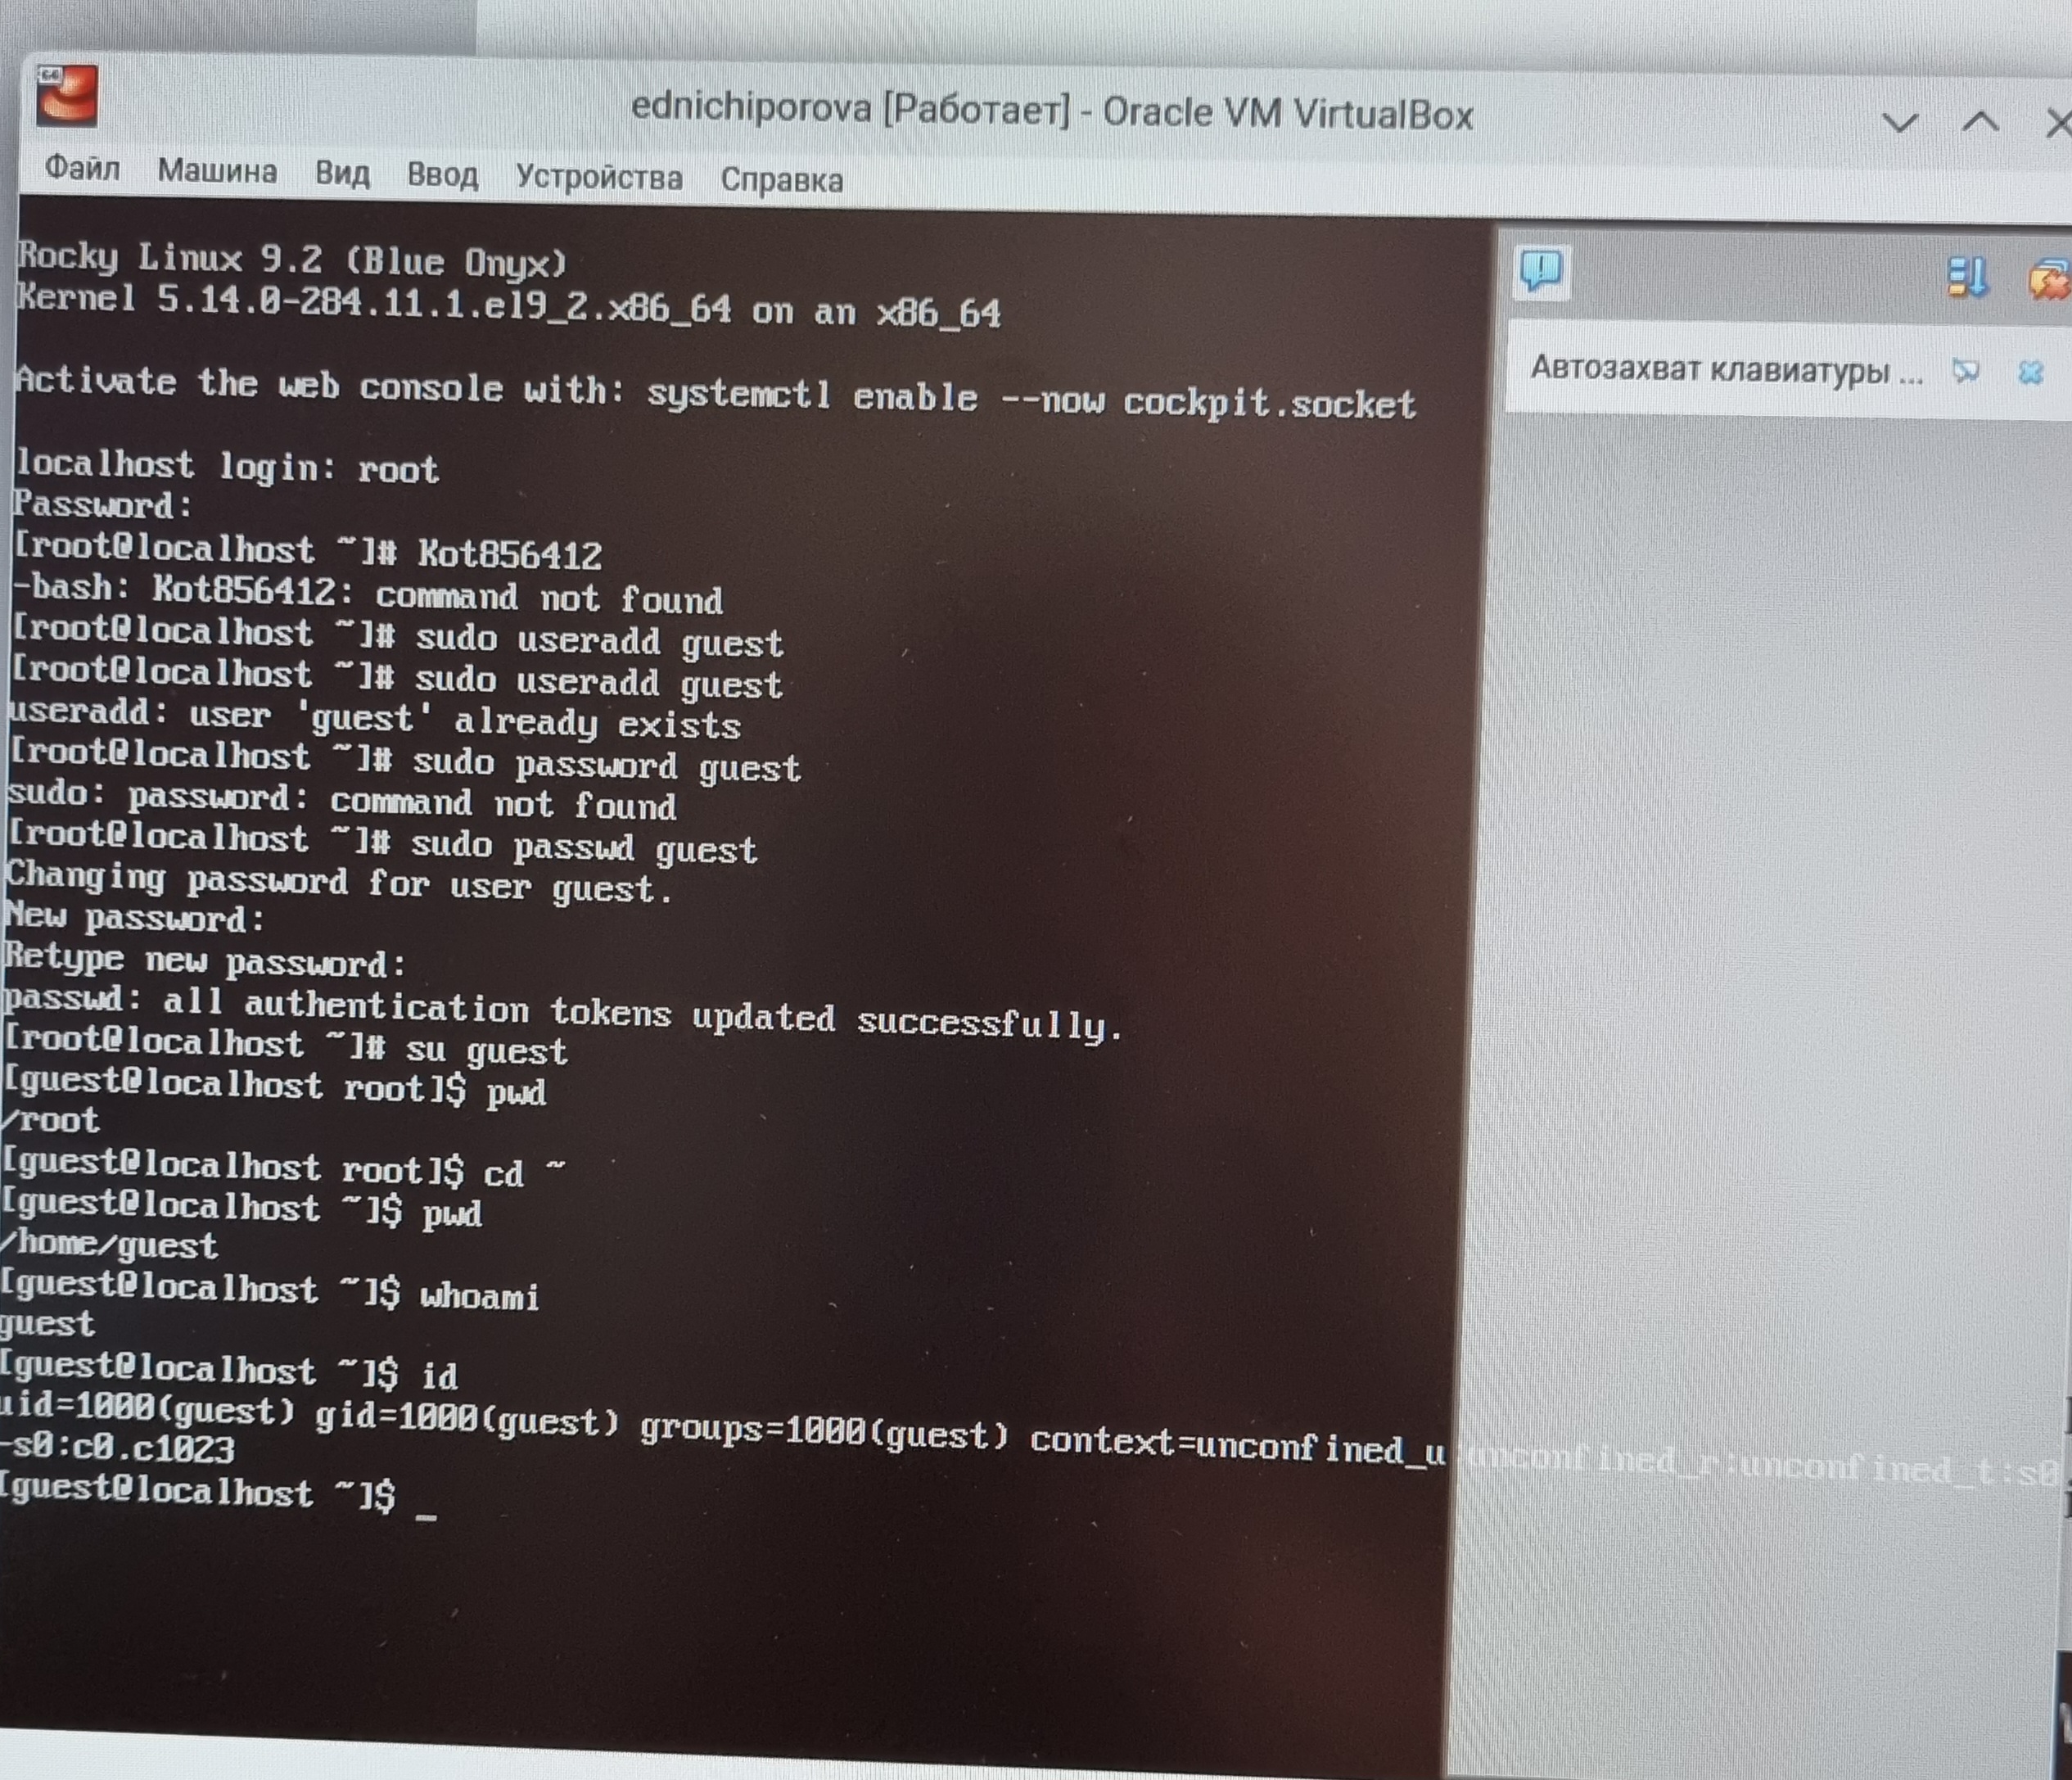 64
ednichiporova [Работает] - Oracle VM VirtualBox
Файл Машина Вид Ввод Устройства Справка
Rocky Linux 9.2 (Blue Onyx)
Kernel 5.14.0-284.11.1.el9_2.x86_64 on an x86_64
Activate the web console with: systemctl enable --now cockpit.socket
localhost login: root
Password:
[root@localhost ~]# Kot856412
-bash: Kot856412: command not found
[root@localhost ~]# sudo useradd guest
[root@localhost ~]# sudo useradd guest
useradd: user 'guest' already exists
[root@localhost ~]# sudo password guest
sudo: password: command not found
[root@localhost ~]# sudo passwd guest
Changing password for user guest.
New password:
Retype new password:
passwd: all authentication tokens updated successfully.
[root@localhost ~]# su guest
[guest@localhost root]$ pwd
/root
[guest@localhost root]$ cd ~
[guest@localhost ~]$ pwd
/home/guest
[guest@localhost ~]$ whoami
guest
[guest@localhost ~]$ id
uid=1000(guest) gid=1000(guest) groups=1000(guest) context=unconfined_u:unconfined_r:unconfined_t:s0
-s0:c0.c1023
[guest@localhost ~]$ _
Автозахват клавиатуры ...